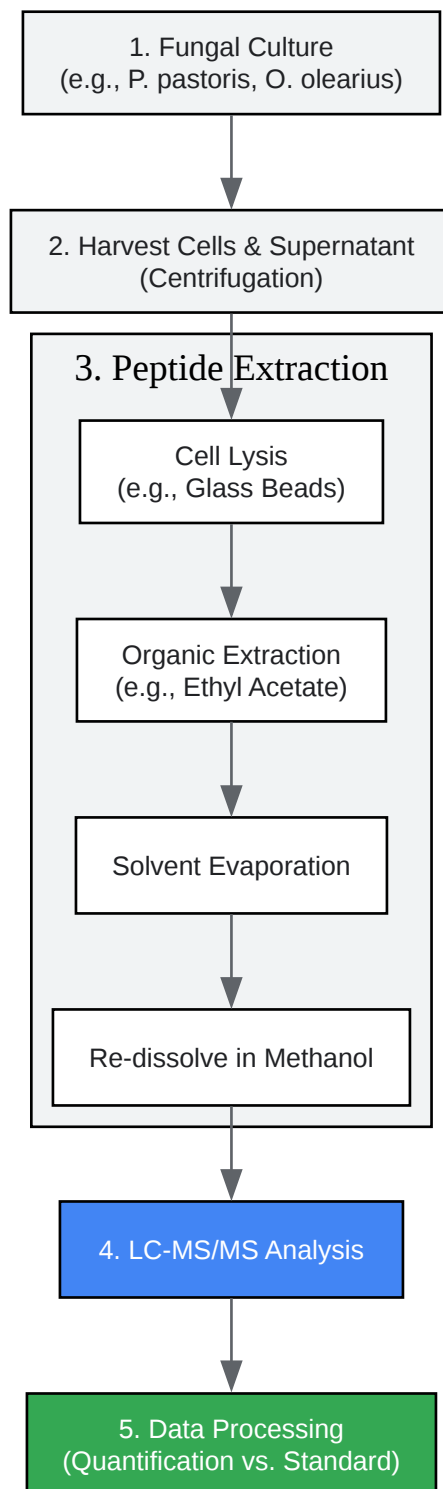 1. Fungal Culture
(e.g., P. pastoris, O. olearius)
2. Harvest Cells & Supernatant
(Centrifugation)
3. Peptide Extraction
Cell Lysis
(e.g., Glass Beads)
Organic Extraction
(e.g., Ethyl Acetate)
Solvent Evaporation
Re-dissolve in Methanol
4. LC-MS/MS Analysis
5. Data Processing
(Quantification vs. Standard)